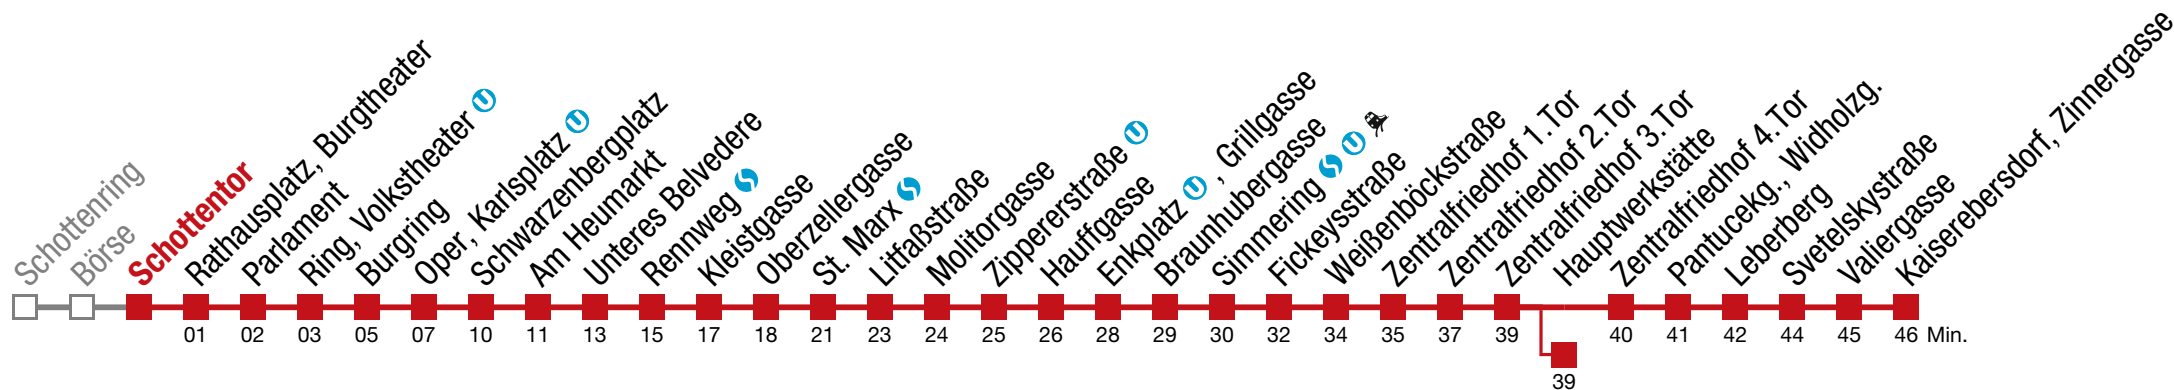 Schottenring
Börse
Schottentor
Rathausplatz, Burgtheater
Parlament
Ring, Volkstheater U
Burgring
Oper, Karlsplatz U
Schwarzenbergplatz
Am Heumarkt
Unteres Belvedere
Rennweg S
Kleistgasse
Oberzellergasse
St. Marx S
Litfaßstraße
Molitorgasse
Zippererstraße U
Hauffgasse
Enkplatz U , Grillgasse
Braunhubergasse
Simmering S U
Fickeysstraße
Weißenböckstraße
Zentralfriedhof 1.Tor
Zentralfriedhof 2.Tor
Zentralfriedhof 3.Tor
Hauptwerkstätte
Zentralfriedhof 4.Tor
Pantucekg., Widholzg.
Leberberg
Svetelskystraße
Valiergasse
Kaiserebersdorf, Zinnergasse
01 02 03 05 07 10 11 13 15 17 18 21 23 24 25 26 28 29 30 32 34 35 37 39 40 41 42 44 45 46 Min.
39